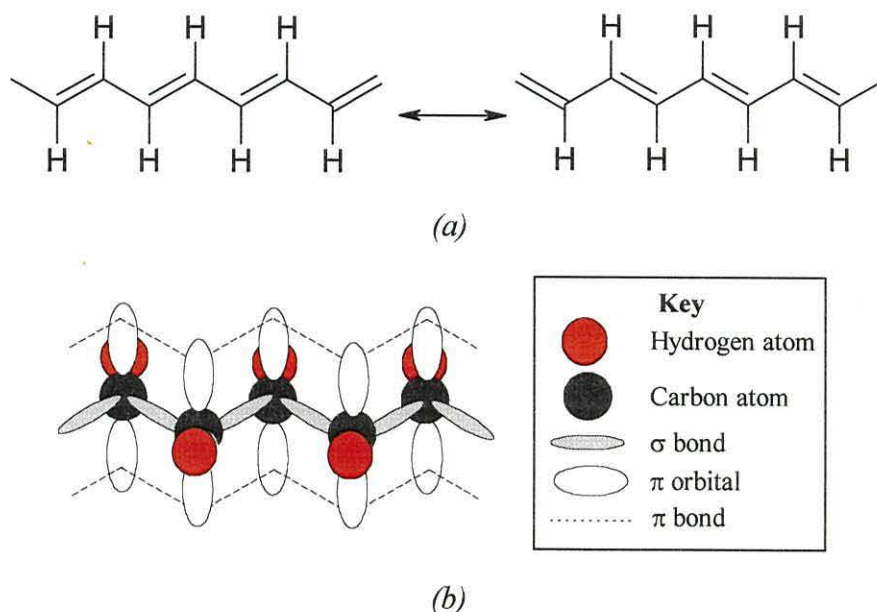 H H H H H H
H H H H H H H H
(a)
Key
Hydrogen atom
Carbon atom
σ bond
π orbital
π bond
(b)